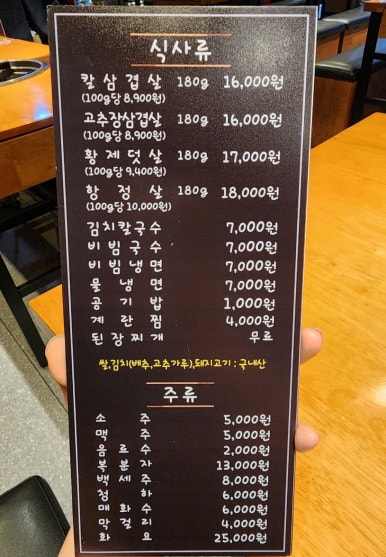 식사류
칼삼겹살 180g 16,000원
(100g당 8,900원)
고추장삼겹살 180g 16,000원
(100g당 8,900원)
황제덧살 180g 17,000원
(100g당 9,400원)
항정살 180g 18,000원
(100g당 10,000원)
김치칼국수 7,000원
비빔국수 7,000원
비빔냉면 7,000원
물냉면 7,000원
공기밥 1,000원
계란찜 4,000원
된장찌개 무료
쌀,김치(배추,고추가루),돼지고기 : 국내산
주류
소주 5,000원
맥주 5,000원
음료수 2,000원
복분자 13,000원
백세주 8,000원
청하 6,000원
매화수 6,000원
막걸리 4,000원
화요 25,000원